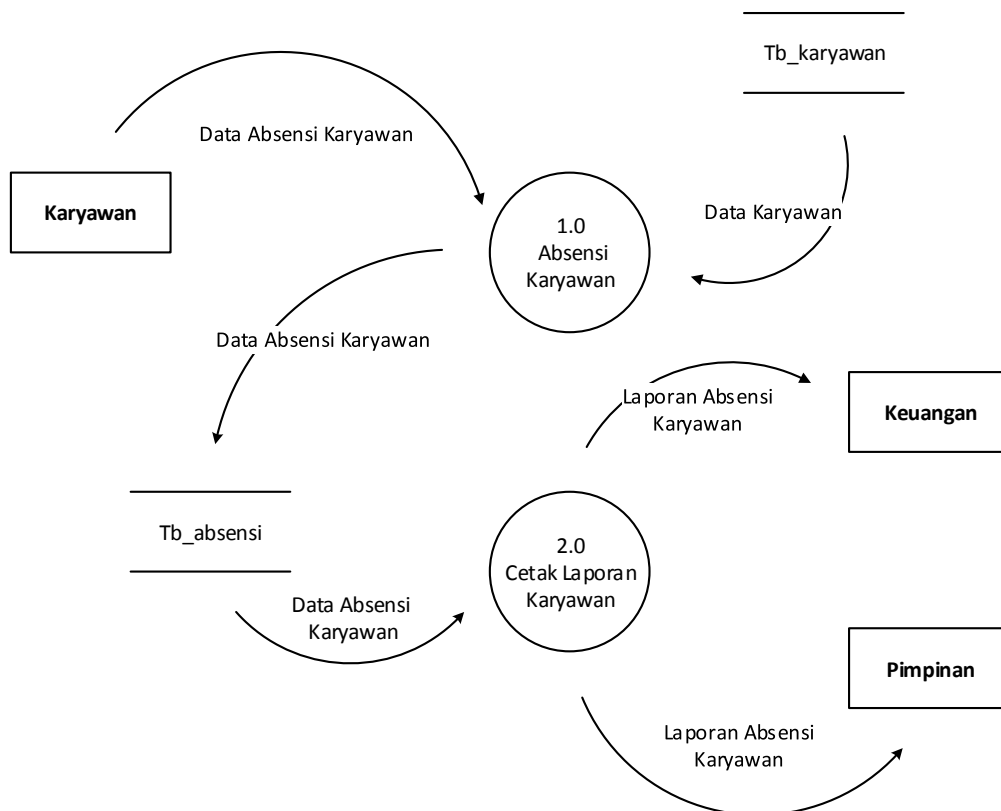 Tb_karyawan
Data Absensi Karyawan
Karyawan
1.0
Absensi
Karyawan
Data Karyawan
Data Absensi Karyawan
Laporan Absensi
Karyawan
Keuangan
Tb_absensi
2.0
Cetak Laporan
Karyawan
Data Absensi
Karyawan
Pimpinan
Laporan Absensi
Karyawan